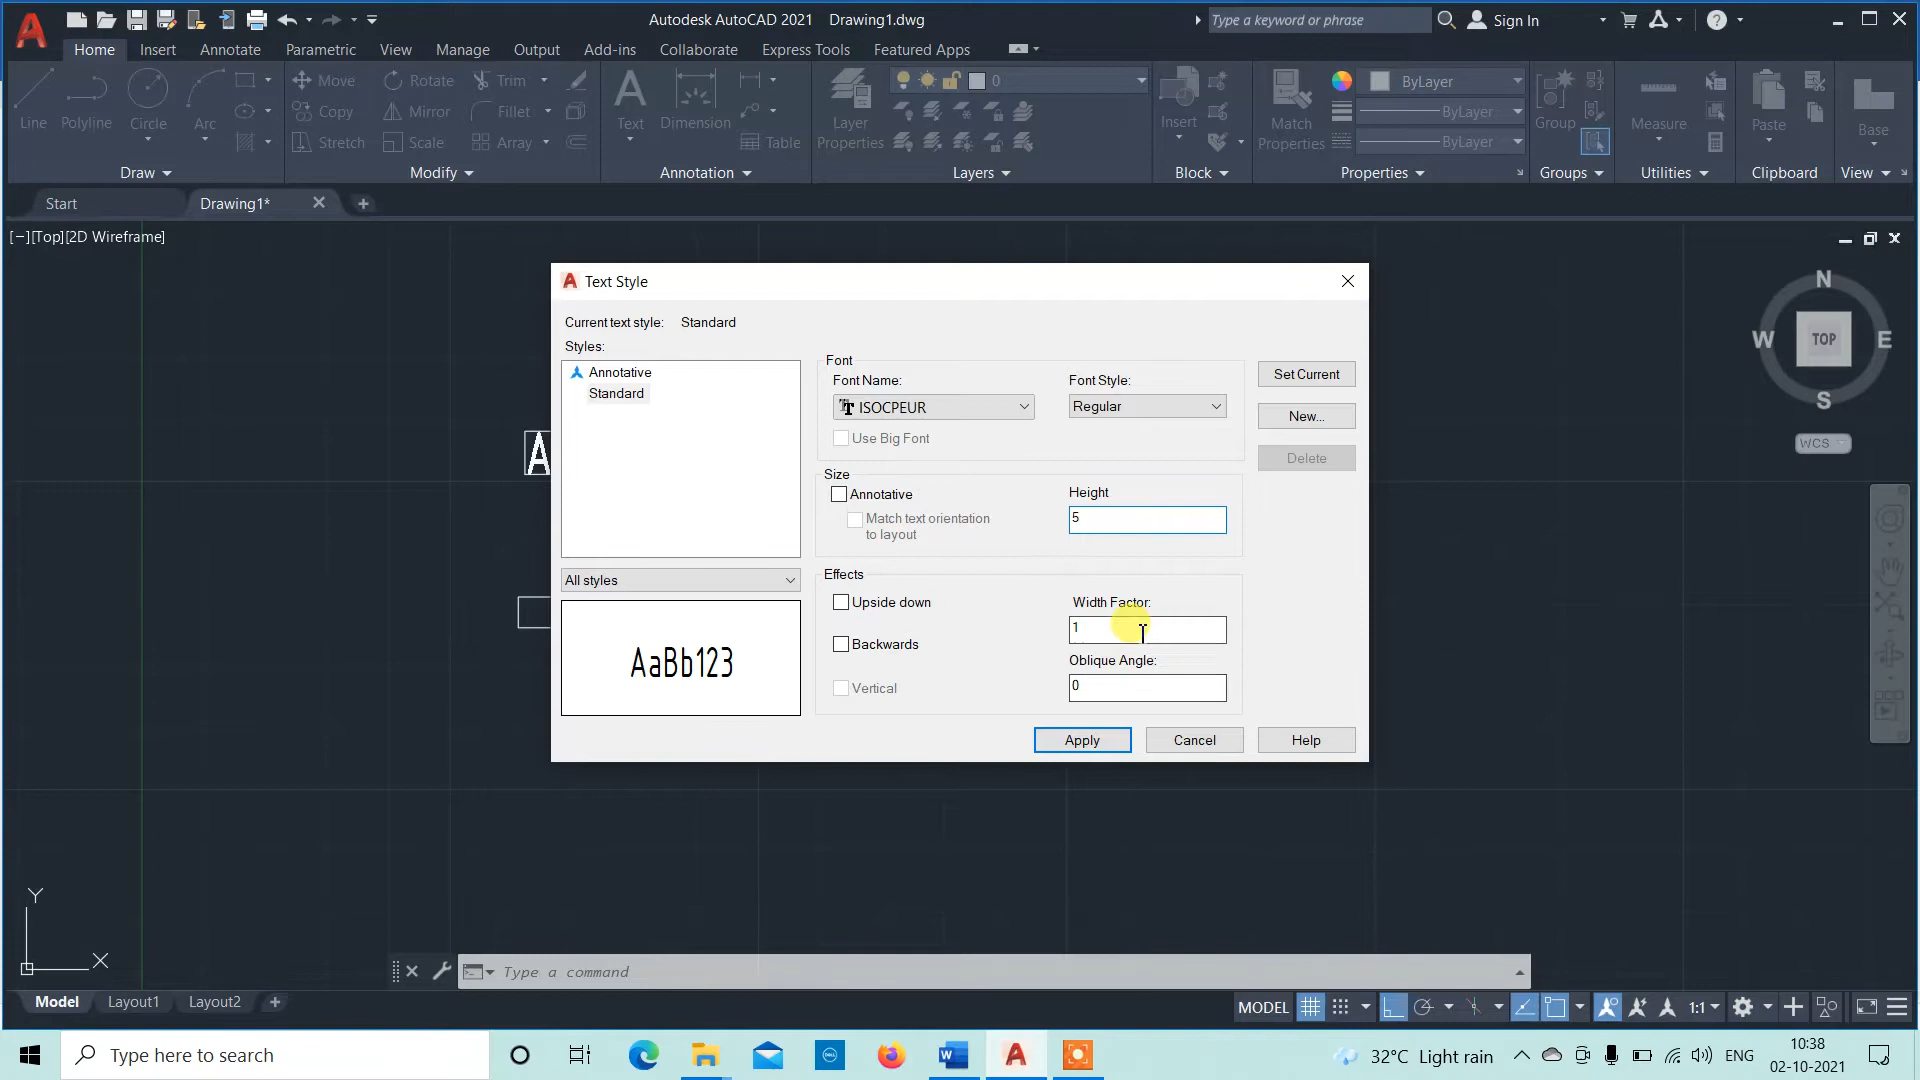 Autodesk AutoCAD 2021 Drawing1.dwg
Type a keyword or phrase
Sign In
Home Insert Annotate Parametric View Manage Output Add-ins Collaborate Express Tools Featured Apps
Line
Polyline
Circle
Arc
Draw
Move
Rotate
Trim
Copy
Mirror
Fillet
Stretch
Scale
Array
Modify
Text
Dimension
Table
Annotation
Layer
Properties
0
Layers
Insert
Block
Match
Properties
ByLayer
ByLayer
ByLayer
Properties
Group
Groups
Measure
Utilities
Paste
Clipboard
Base
View
Start
Drawing1*
[−][Top][2D Wireframe]
N
W
TOP
E
S
WCS
A
Text Style
Current text style: Standard
Styles:
Annotative
Standard
All styles
AaBb123
Font
Font Name:
ISOCPEUR
Font Style:
Regular
Use Big Font
Size
Annotative
Match text orientation
to layout
Height
5
Effects
Upside down
Backwards
Vertical
Width Factor:
1
Oblique Angle:
0
Set Current
New...
Delete
Apply
Cancel
Help
Y
X
Type a command
Model Layout1 Layout2
MODEL
1:1
Type here to search
32°C Light rain
ENG
10:38
02-10-2021